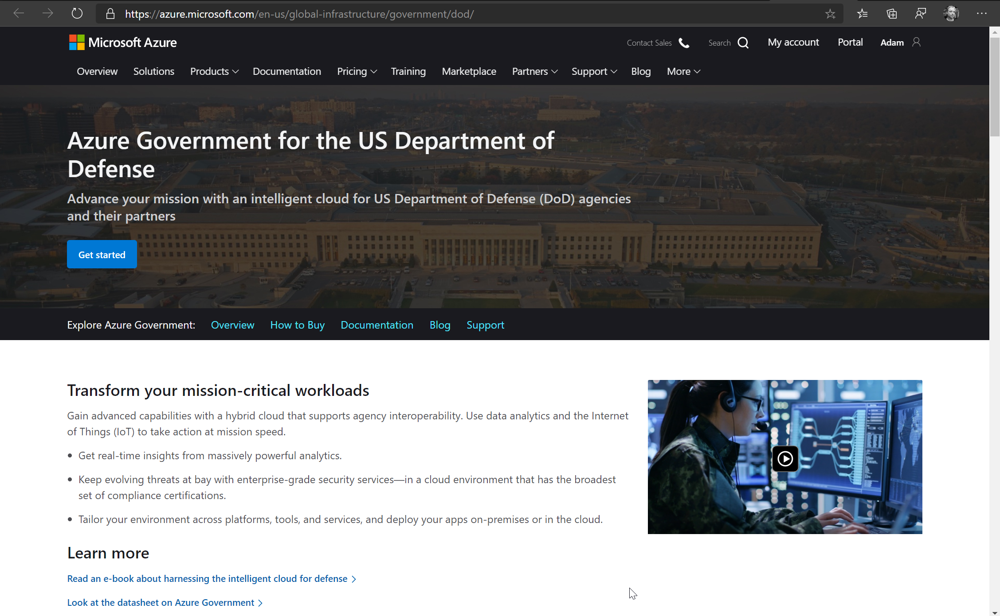 https://azure.microsoft.com/en-us/global-infrastructure/government/dod/
Microsoft Azure
Contact Sales
Search
My account
Portal
Adam
Overview
Solutions
Products
Documentation
Pricing
Training
Marketplace
Partners
Support
Blog
More
Azure Government for the US Department of
Defense
Advance your mission with an intelligent cloud for US Department of Defense (DoD) agencies
and their partners
Get started
Explore Azure Government:
Overview
How to Buy
Documentation
Blog
Support
Transform your mission-critical workloads
Gain advanced capabilities with a hybrid cloud that supports agency interoperability. Use data analytics and the Internet
of Things (IoT) to take action at mission speed.
• Get real-time insights from massively powerful analytics.
• Keep evolving threats at bay with enterprise-grade security services—in a cloud environment that has the broadest
set of compliance certifications.
• Tailor your environment across platforms, tools, and services, and deploy your apps on-premises or in the cloud.
Learn more
Read an e-book about harnessing the intelligent cloud for defense
Look at the datasheet on Azure Government